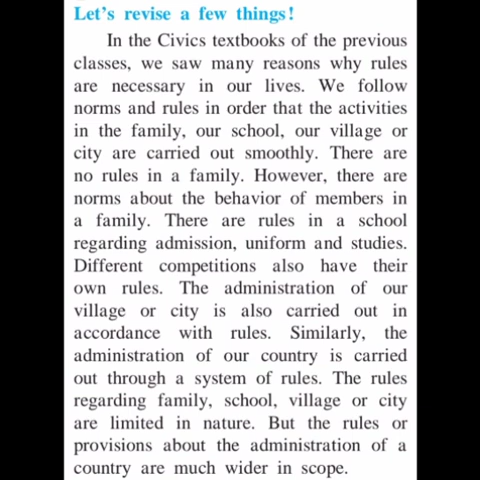 Let's revise a few things!
In the Civics textbooks of the previous
classes, we saw many reasons why rules
are necessary in our lives. We follow
norms and rules in order that the activities
in the family, our school, our village or
city are carried out smoothly. There are
no rules in a family. However, there are
norms about the behavior of members in
a family. There are rules in a school
regarding admission, uniform and studies.
Different competitions also have their
own rules. The administration of our
village or city is also carried out in
accordance with rules. Similarly, the
administration of our country is carried
out through a system of rules. The rules
regarding family, school, village or city
are limited in nature. But the rules or
provisions about the administration of a
country are much wider in scope.